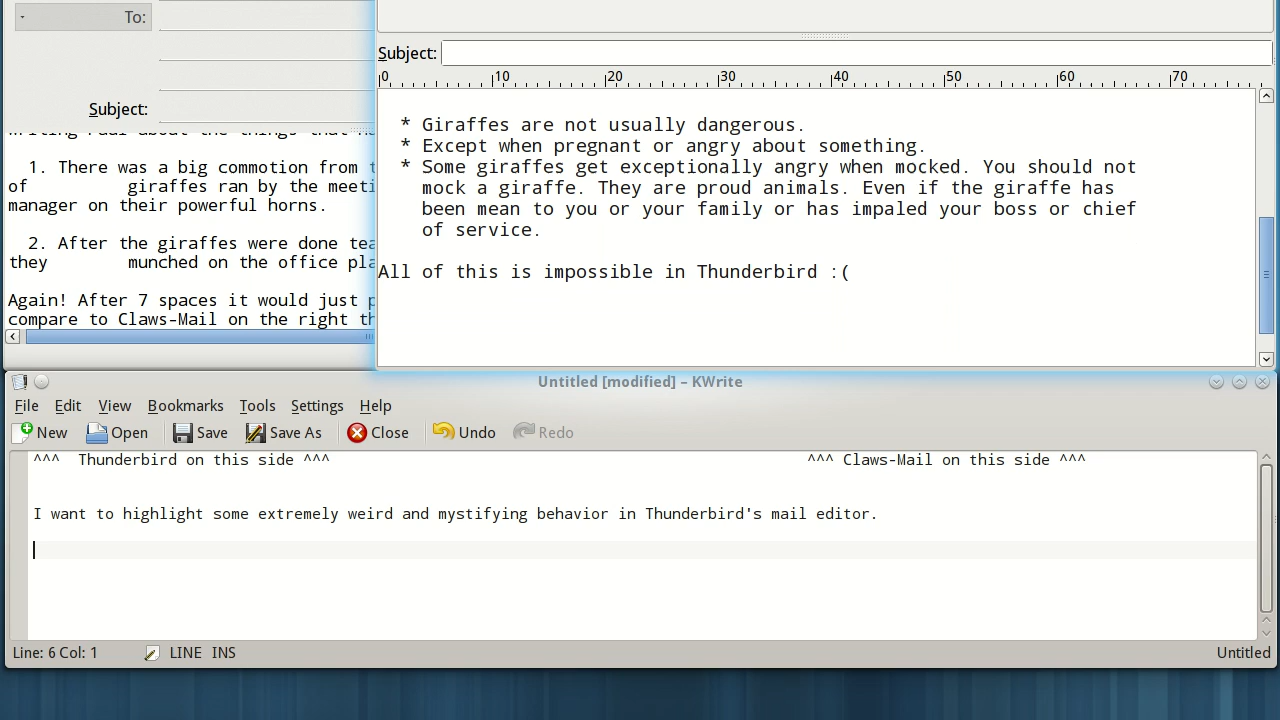 To:
Subject:
1. There was a big commotion from
of giraffes ran by the
manager on their powerful horns.
2. After the giraffes were done
they munched on the office
Again! After 7 spaces it would just
compare to Claws-Mail on the right
Subject:
0 10 20 30 40 50 60 70
* Giraffes are not usually dangerous.
* Except when pregnant or angry about something.
* Some giraffes get exceptionally angry when mocked. You should not
mock a giraffe. They are proud animals. Even if the giraffe has
been mean to you or your family or has impaled your boss or chief
of service.
All of this is impossible in Thunderbird :(
Untitled [modified] – KWrite
File Edit View Bookmarks Tools Settings Help
New Open Save Save As Close Undo Redo
^^^ Thunderbird on this side ^^^ ^^^ Claws-Mail on this side ^^^
I want to highlight some extremely weird and mystifying behavior in Thunderbird's mail editor.
Line: 6 Col: 1 LINE INS Untitled